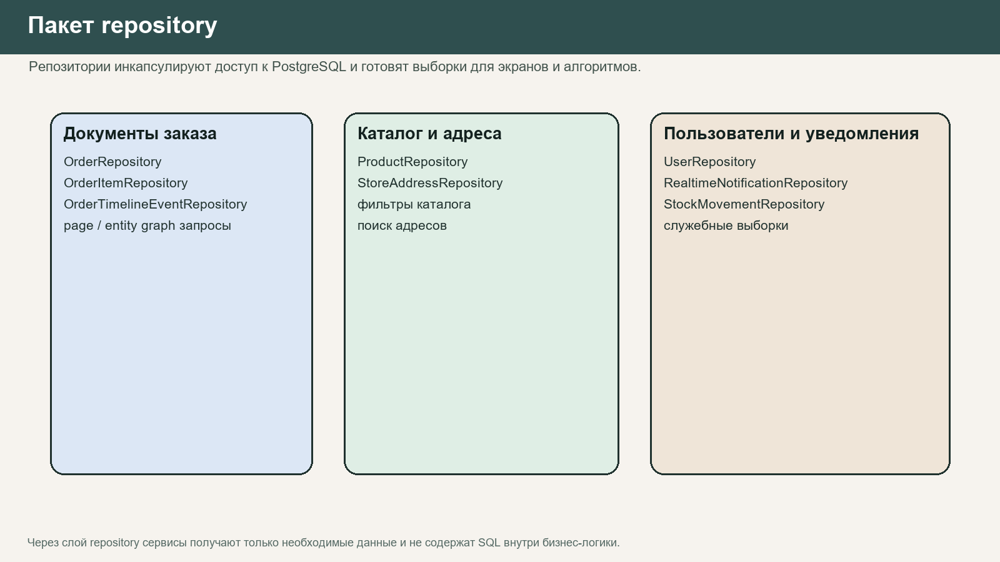 Пакет repository
Репозитории инкапсулируют доступ к PostgreSQL и готовят выборки для экранов и алгоритмов.
Документы заказа
OrderRepository
OrderItemRepository
OrderTimelineEventRepository
page / entity graph запросы
Каталог и адреса
ProductRepository
StoreAddressRepository
фильтры каталога
поиск адресов
Пользователи и уведомления
UserRepository
RealtimeNotificationRepository
StockMovementRepository
служебные выборки
Через слой repository сервисы получают только необходимые данные и не содержат SQL внутри бизнес-логики.